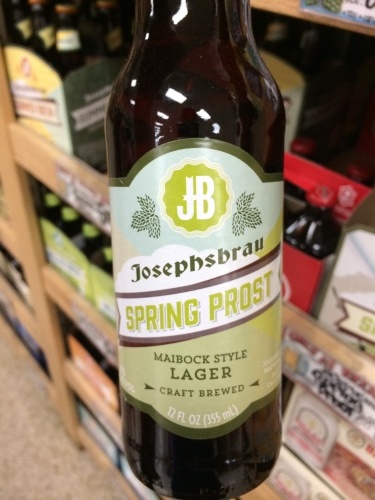 JB
Josephsbrau
SPRING PROST
MAIBOCK STYLE
LAGER
CRAFT BREWED
12 FL OZ (355 mL)